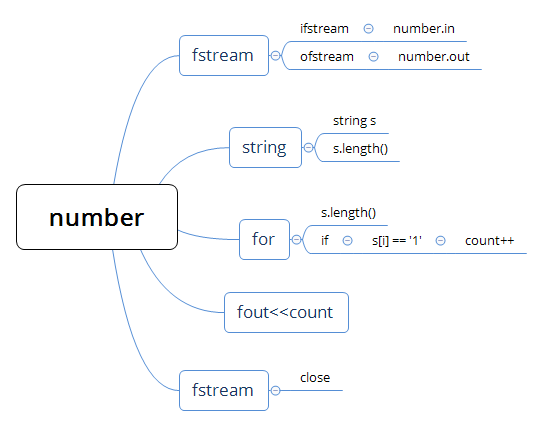 number
fstream
ifstream
number.in
ofstream
number.out
string
string s
s.length()
for
s.length()
if
s[i] == '1'
count++
fout<<count
fstream
close